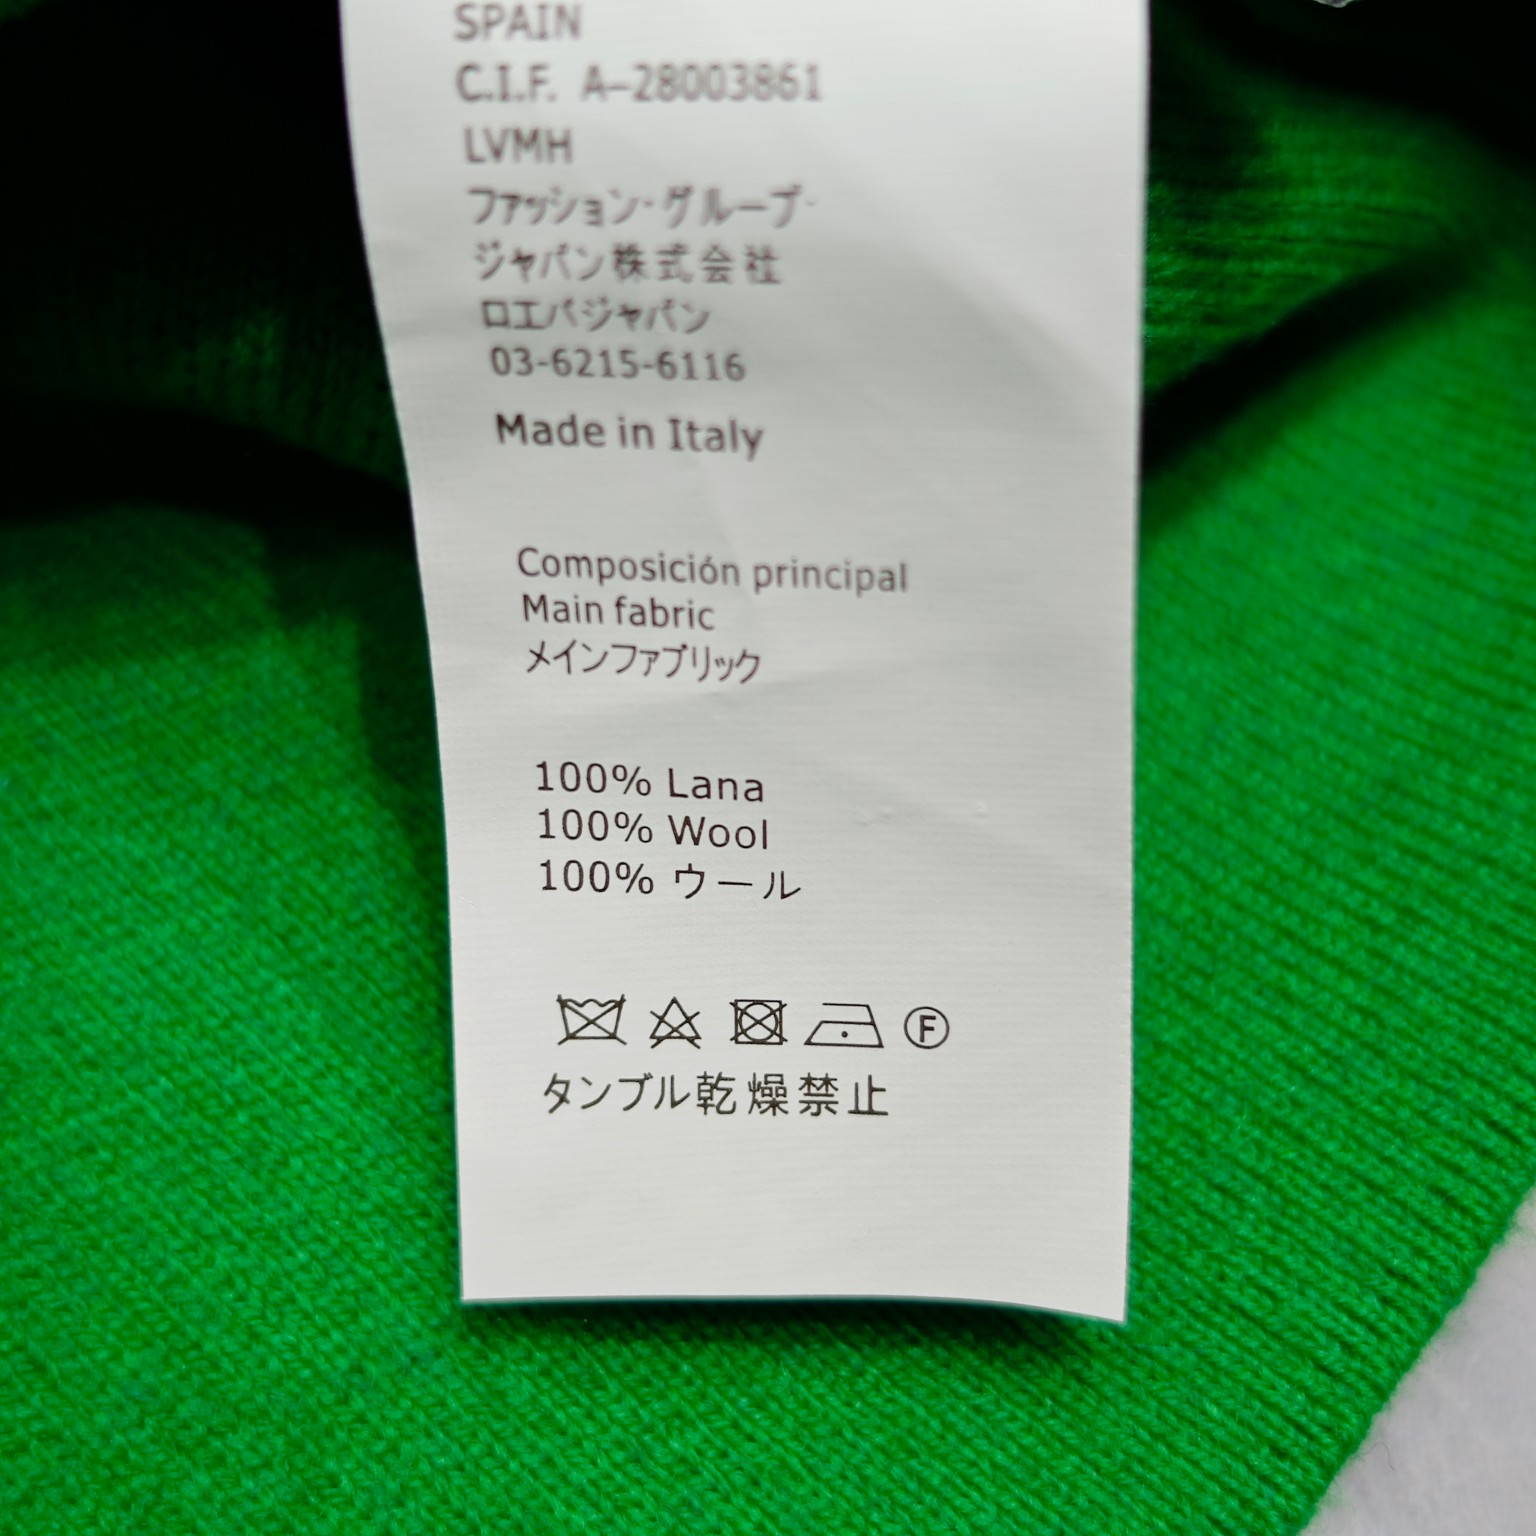 SPAIN
C.I.F. A-28003861
LVMH
ファッション·グループ·
ジャパン株式会社
ロエベジャパン
03-6215-6116
Made in Italy
Composición principal
Main fabric
メインファブリック
100% Lana
100% Wool
100% ウール
F
タンブル乾燥禁止